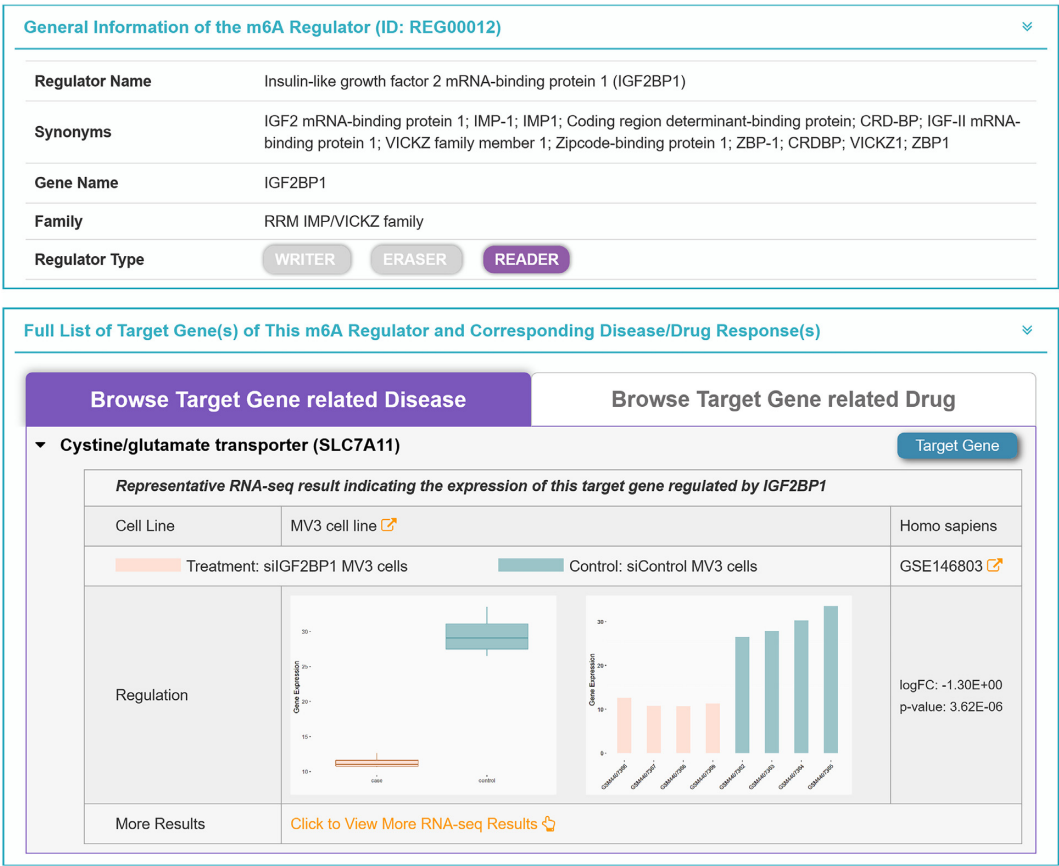 General Information of the m6A Regulator (ID: REG00012)
Regulator Name
Insulin-like growth factor 2 mRNA-binding protein 1 (IGF2BP1)
Synonyms
IGF2 mRNA-binding protein 1; IMP-1; IMP1; Coding region determinant-binding protein; CRD-BP; IGF-II mRNA-
binding protein 1; VICKZ family member 1; Zipcode-binding protein 1; ZBP-1; CRDBP; VICKZ1; ZBP1
Gene Name
IGF2BP1
Family
RRM IMP/VICKZ family
Regulator Type
WRITER
ERASER
READER
Full List of Target Gene(s) of This m6A Regulator and Corresponding Disease/Drug Response(s)
Browse Target Gene related Disease
Browse Target Gene related Drug
Cystine/glutamate transporter (SLC7A11)
Target Gene
Representative RNA-seq result indicating the expression of this target gene regulated by IGF2BP1
Cell Line
MV3 cell line
Homo sapiens
Treatment: siIGF2BP1 MV3 cells
Control: siControl MV3 cells
GSE146803
Regulation
Gene Expression
30
25
20
15
10
case
control
Gene Expression
30
20
10
0
logFC: -1.30E+00
p-value: 3.62E-06
More Results
Click to View More RNA-seq Results